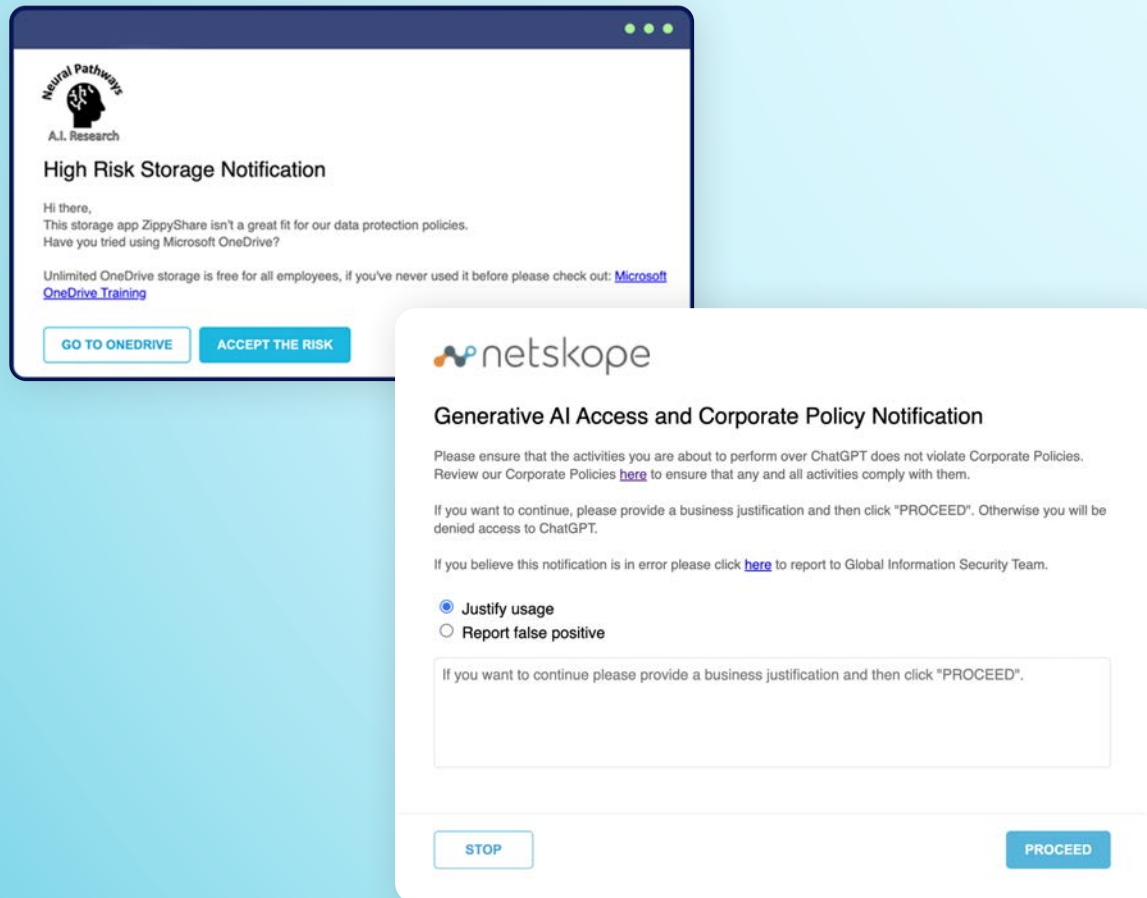 Neural Pathways
A.I. Research
High Risk Storage Notification
Hi there,
This storage app ZippyShare isn't a great fit for our data protection policies.
Have you tried using Microsoft OneDrive?
Unlimited OneDrive storage is free for all employees, if you've never used it before please check out: Microsoft
OneDrive Training
GO TO ONEDRIVE
ACCEPT THE RISK
netskope
Generative AI Access and Corporate Policy Notification
Please ensure that the activities you are about to perform over ChatGPT does not violate Corporate Policies.
Review our Corporate Policies here to ensure that any and all activities comply with them.
If you want to continue, please provide a business justification and then click "PROCEED". Otherwise you will be
denied access to ChatGPT.
If you believe this notification is in error please click here to report to Global Information Security Team.
Justify usage
Report false positive
If you want to continue please provide a business justification and then click "PROCEED".
STOP
PROCEED